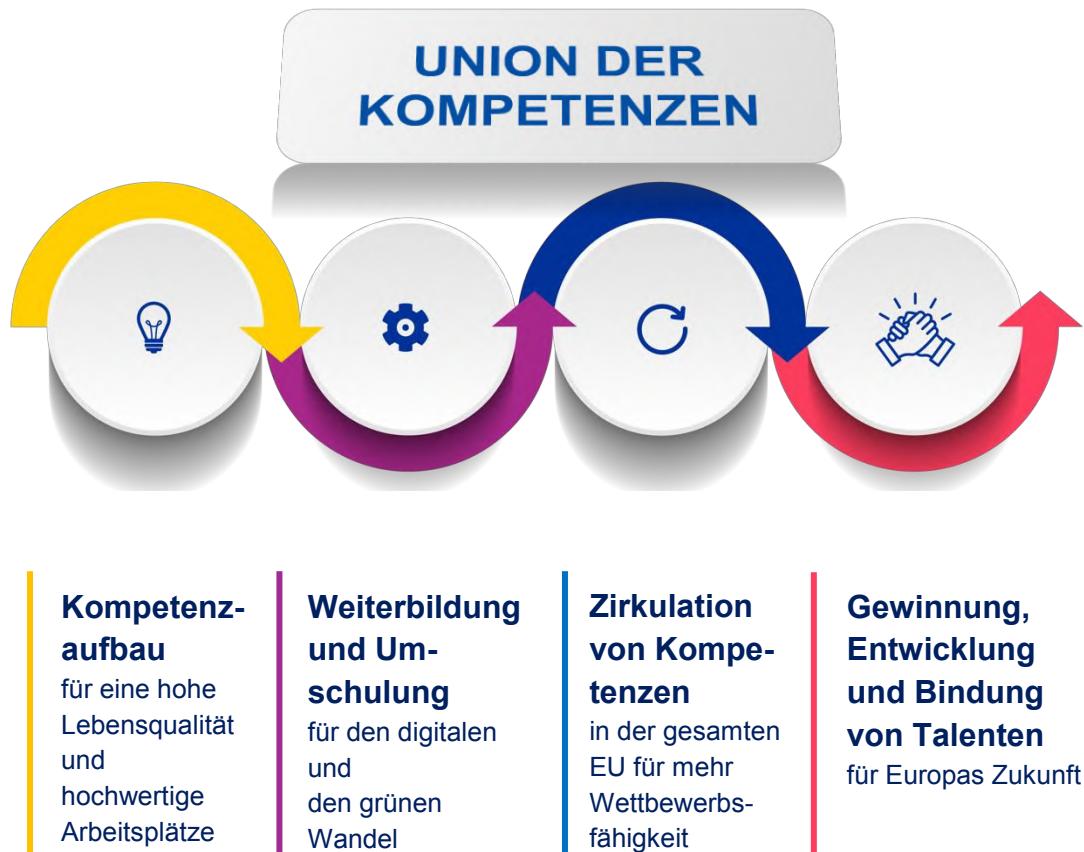 UNION DER
KOMPETENZEN
Kompetenz-
aufbau
für eine hohe
Lebensqualität
und
hochwertige
Arbeitsplätze
Weiterbildung
und Um-
schulung
für den digitalen
und
den grünen
Wandel
Zirkulation
von Kompe-
tenzen
in der gesamten
EU für mehr
Wettbewerbs-
fähigkeit
Gewinnung,
Entwicklung
und Bindung
von Talenten
für Europas Zukunft